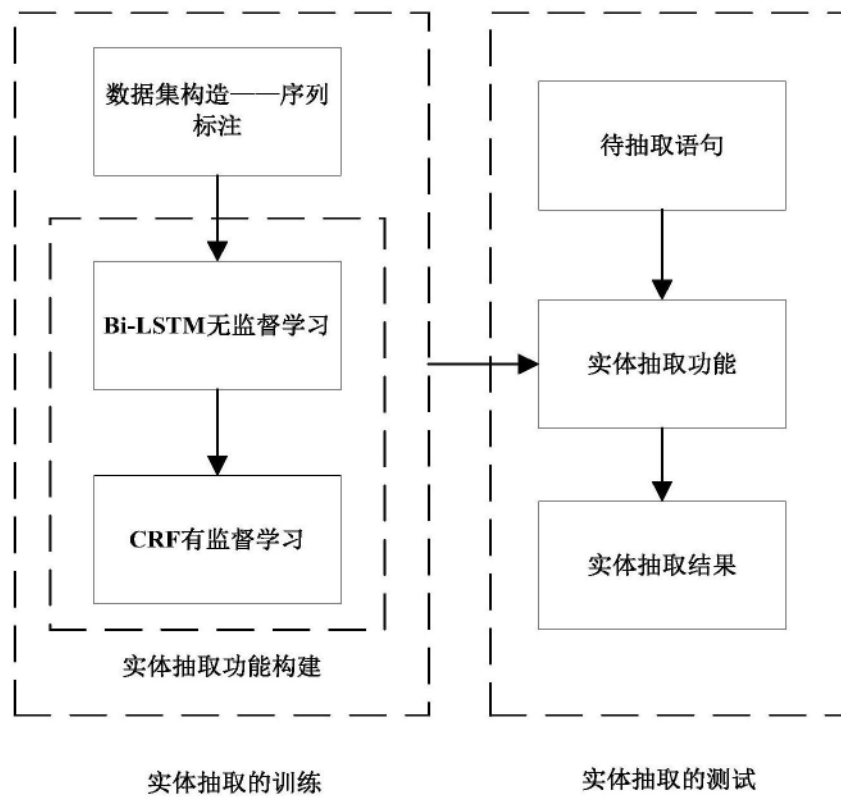 数据集构造——序列
标注
Bi-LSTM无监督学习
CRF有监督学习
实体抽取功能构建
实体抽取的训练
待抽取语句
实体抽取功能
实体抽取结果
实体抽取的测试